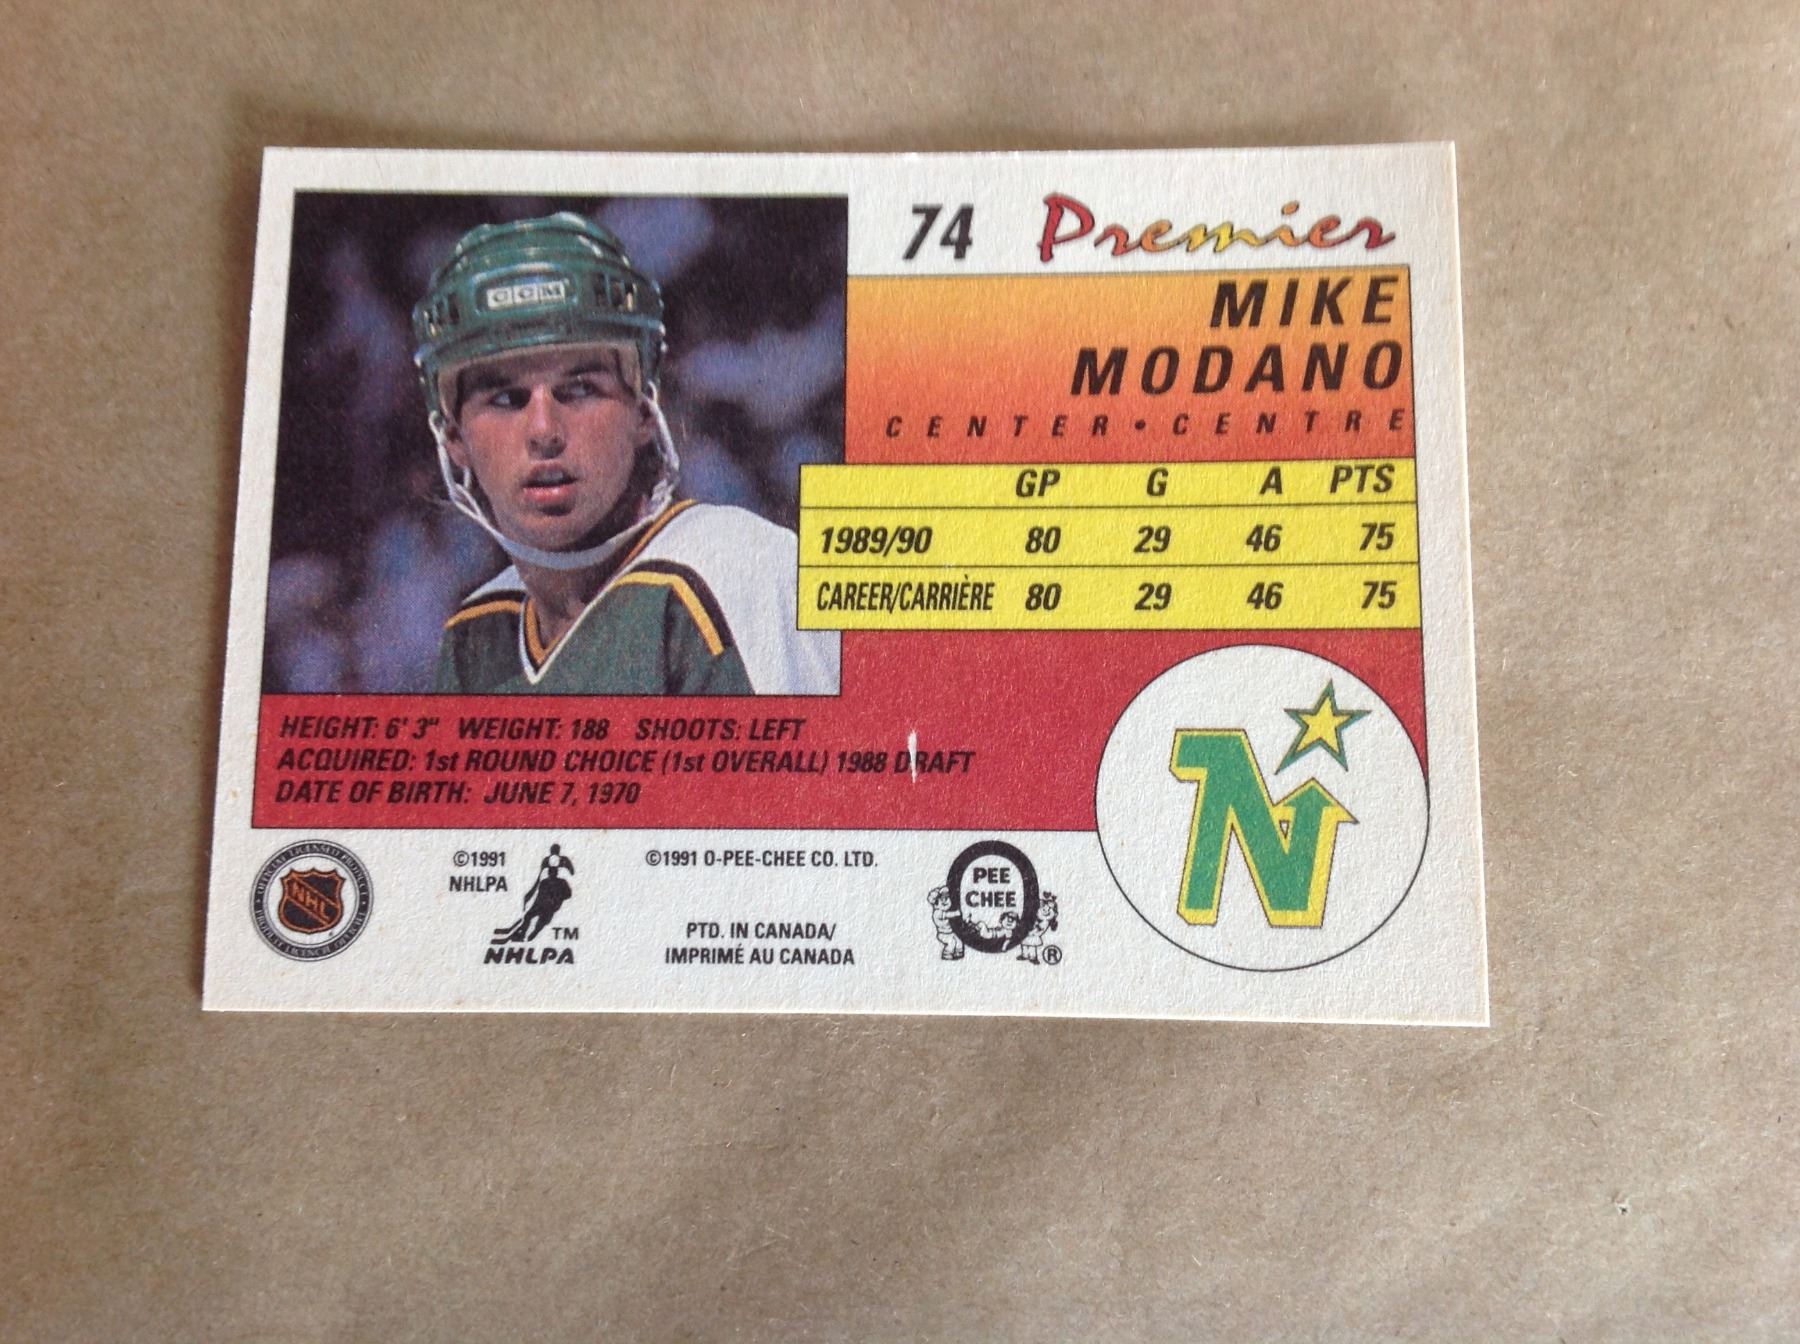 CCM
74 Premier
MIKE
MODANO
CENTER • CENTRE
GP G A PTS
1989/90 80 29 46 75
CAREER/CARRIÈRE 80 29 46 75
HEIGHT: 6' 3" WEIGHT: 188 SHOOTS: LEFT
ACQUIRED: 1st ROUND CHOICE (1st OVERALL) 1988 DRAFT
DATE OF BIRTH: JUNE 7, 1970
N
NHL
©1991
NHLPA
TM
NHLPA
©1991 O-PEE-CHEE CO. LTD.
PTD. IN CANADA/
IMPRIMÉ AU CANADA
O
PEE
CHEE
®